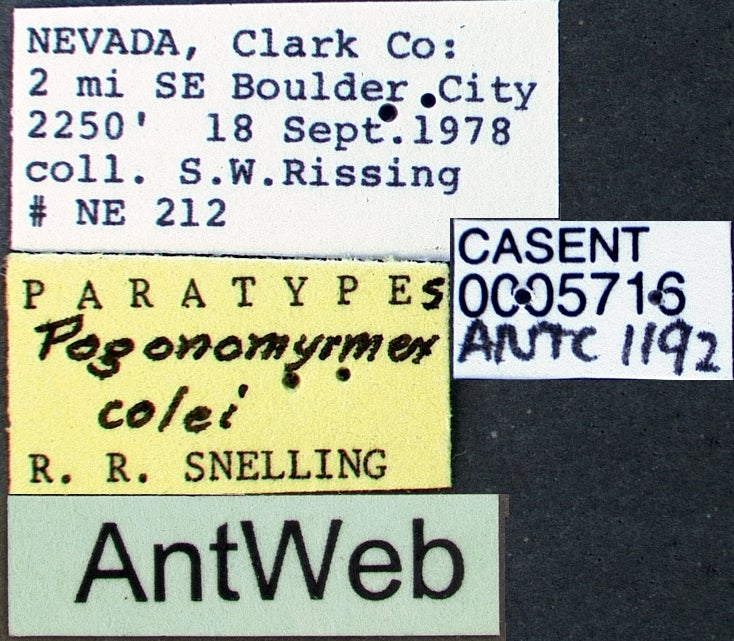 NEVADA, Clark Co:
2 mi SE Boulder City
2250' 18 Sept.1978
coll. S.W.Rissing
# NE 212
PARATYPES
Pogonomyrmex
colei
R. R. SNELLING
CASENT
0005716
ANTC 1192
AntWeb